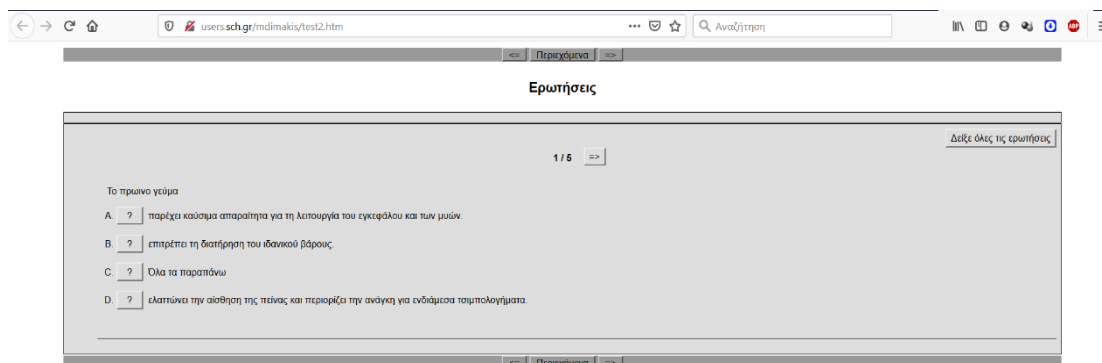 users.sch.gr/mdimakis/test2.htm
Αναζήτηση
ABP
<= Περιεχόμενα =>
Ερωτήσεις
Δείξε όλες τις ερωτήσεις
1 / 5 =>
Το πρωινο γεύμα
A. ? παρέχει καύσιμα απαραίτητα για τη λειτουργία του εγκεφάλου και των μυών.
B. ? επιτρέπει τη διατήρηση του ιδανικού βάρους.
C. ? Όλα τα παραπάνω
D. ? ελαττώνει την αίσθηση της πείνας και περιορίζει την ανάγκη για ενδιάμεσα τσιμπολογήματα.
<= Περιεχόμενα =>